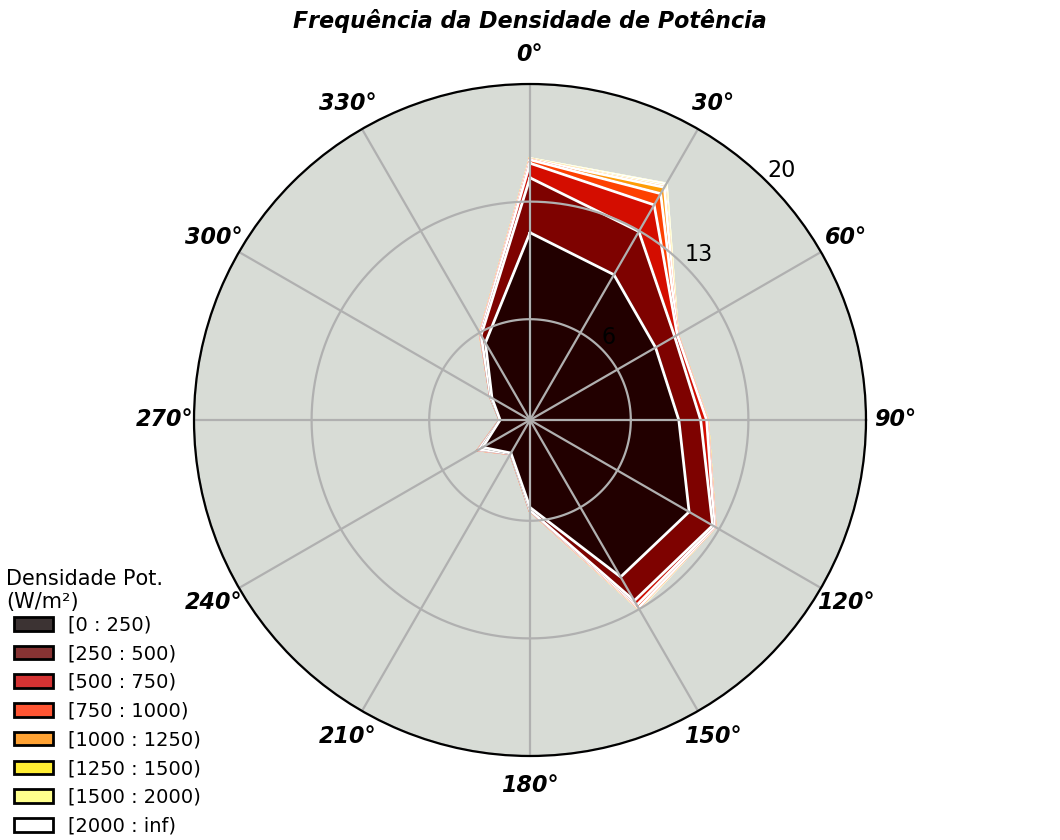 Frequência da Densidade de Potência
0°
330°
30°
20
300°
60°
13
6
270°
90°
Densidade Pot.
(W/m²)
240°
120°
[0 : 250)
[250 : 500)
[500 : 750)
[750 : 1000)
210°
150°
[1000 : 1250)
[1250 : 1500)
180°
[1500 : 2000)
[2000 : inf)